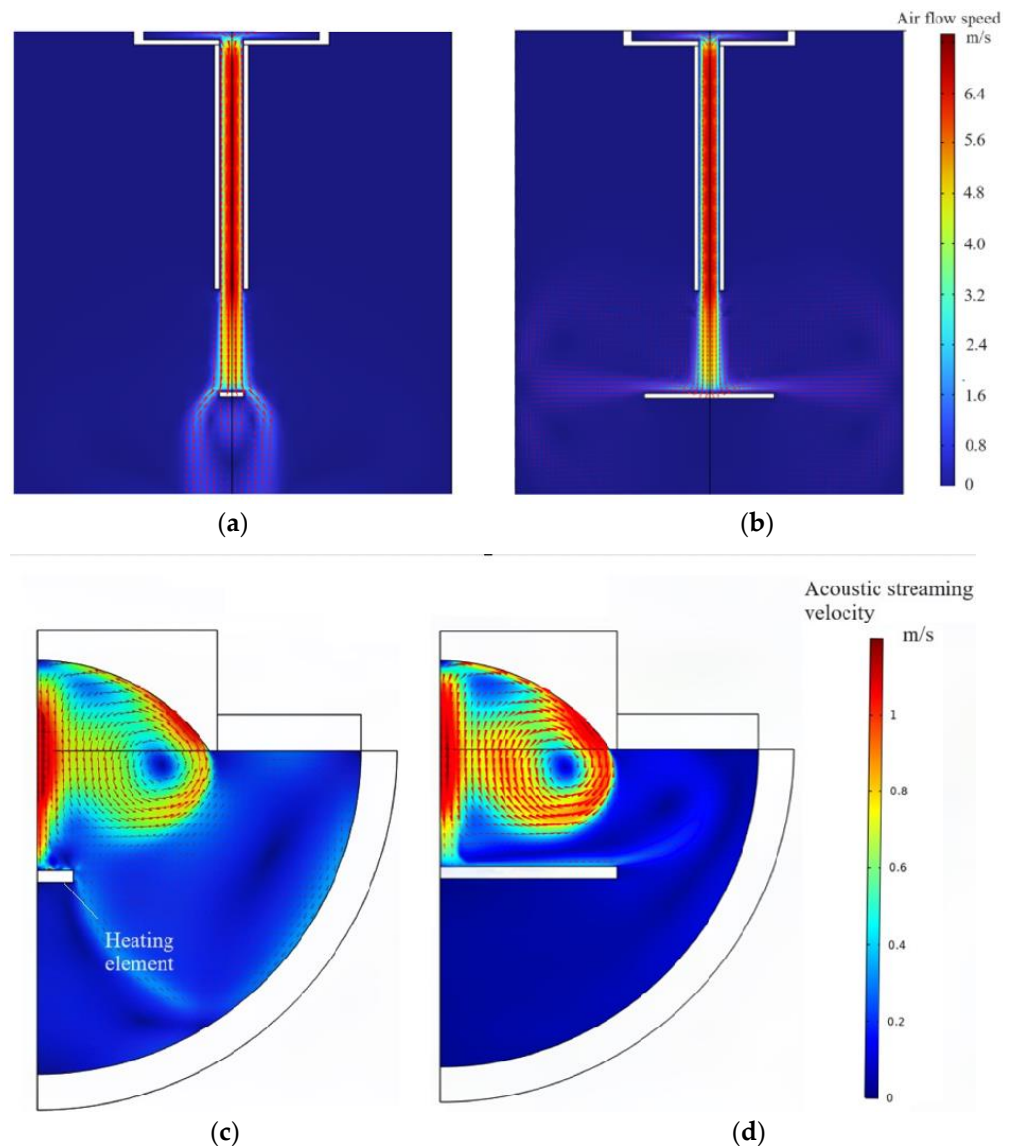 Air flow speed
m/s
6.4
5.6
4.8
4.0
3.2
2.4
1.6
0.8
0
(a)
(b)
Acoustic streaming
velocity
m/s
1
0.8
0.6
0.4
0.2
0
Heating
element
(c)
(d)